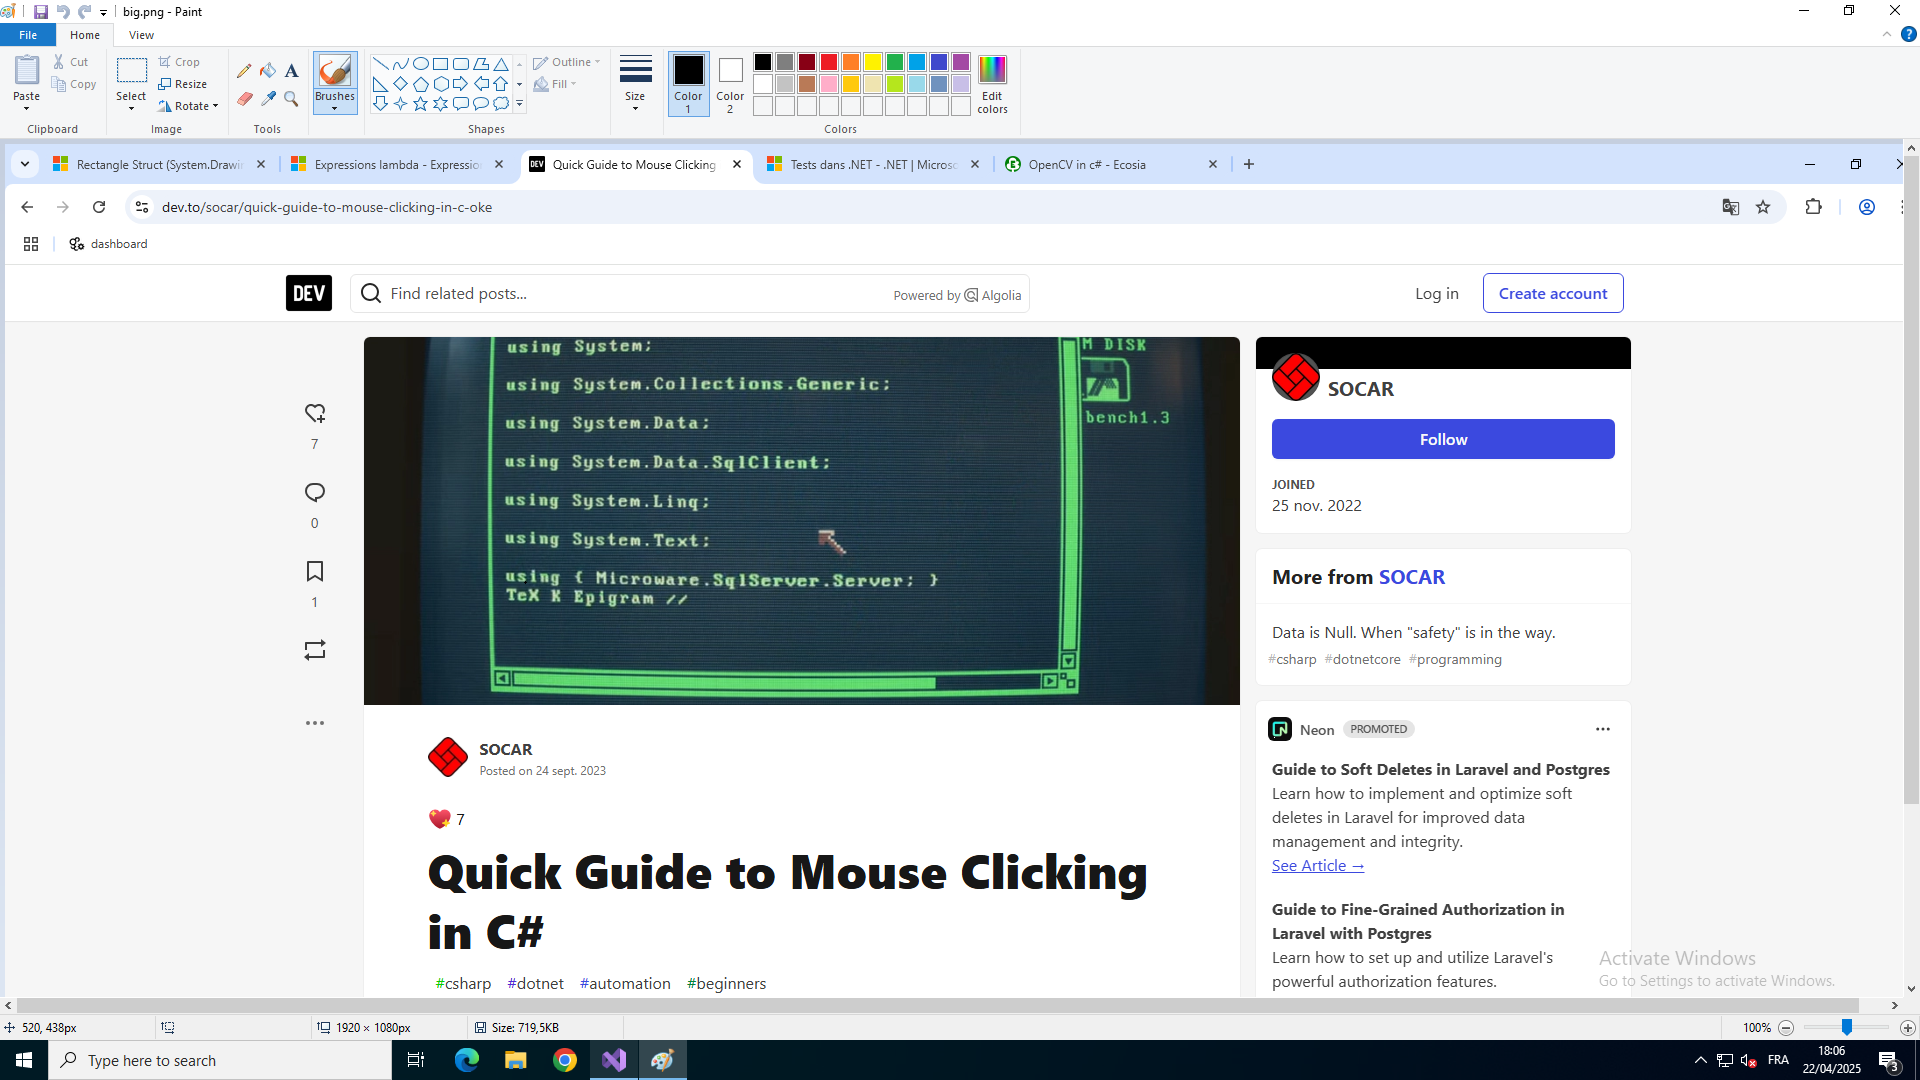 big.png - Paint
File Home View
Paste Cut Copy Clipboard
Select Crop Resize Rotate Image
Tools
Brushes
Shapes Outline Fill
Size
Color 1 Color 2 Edit colors Colors
Rectangle Struct (System.Drawi
Expressions lambda - Expressio
Quick Guide to Mouse Clicking
Tests dans .NET - .NET | Microsc
OpenCV in c# - Ecosia
dev.to/socar/quick-guide-to-mouse-clicking-in-c-oke
dashboard
DEV Find related posts... Powered by Algolia Log in Create account
using System;
using System.Collections.Generic;
using System.Data;
using System.Data.SqlClient;
using System.Linq;
using System.Text;
using { Microware.SqlServer.Server; }
TeX K Epigram //
M DISK
bench1.3
7
0
1
SOCAR
Follow
JOINED
25 nov. 2022
More from SOCAR
Data is Null. When "safety" is in the way.
#csharp #dotnetcore #programming
Neon PROMOTED
Guide to Soft Deletes in Laravel and Postgres
Learn how to implement and optimize soft
deletes in Laravel for improved data
management and integrity.
See Article →
Guide to Fine-Grained Authorization in
Laravel with Postgres
Learn how to set up and utilize Laravel's
powerful authorization features.
SOCAR
Posted on 24 sept. 2023
7
Quick Guide to Mouse Clicking
in C#
#csharp #dotnet #automation #beginners
Activate Windows
Go to Settings to activate Windows.
520, 438px 1920 × 1080px Size: 719,5KB 100%
Type here to search
FRA
18:06
22/04/2025
3